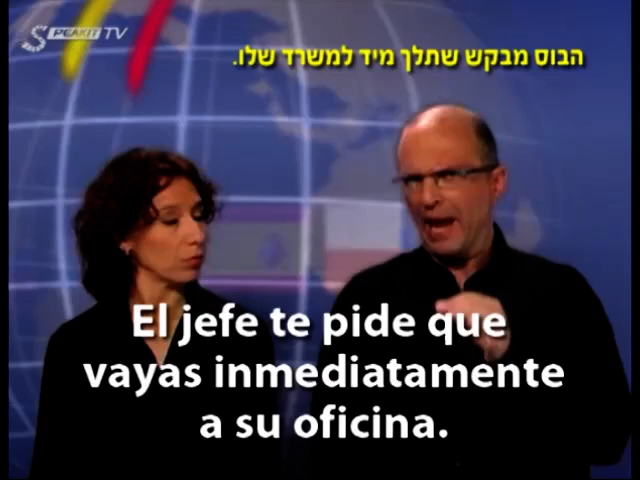 SPEAKIT TV
הבוס מבקש שתלך מיד למשרד שלו.
El jefe te pide que
vayas inmediatamente
a su oficina.